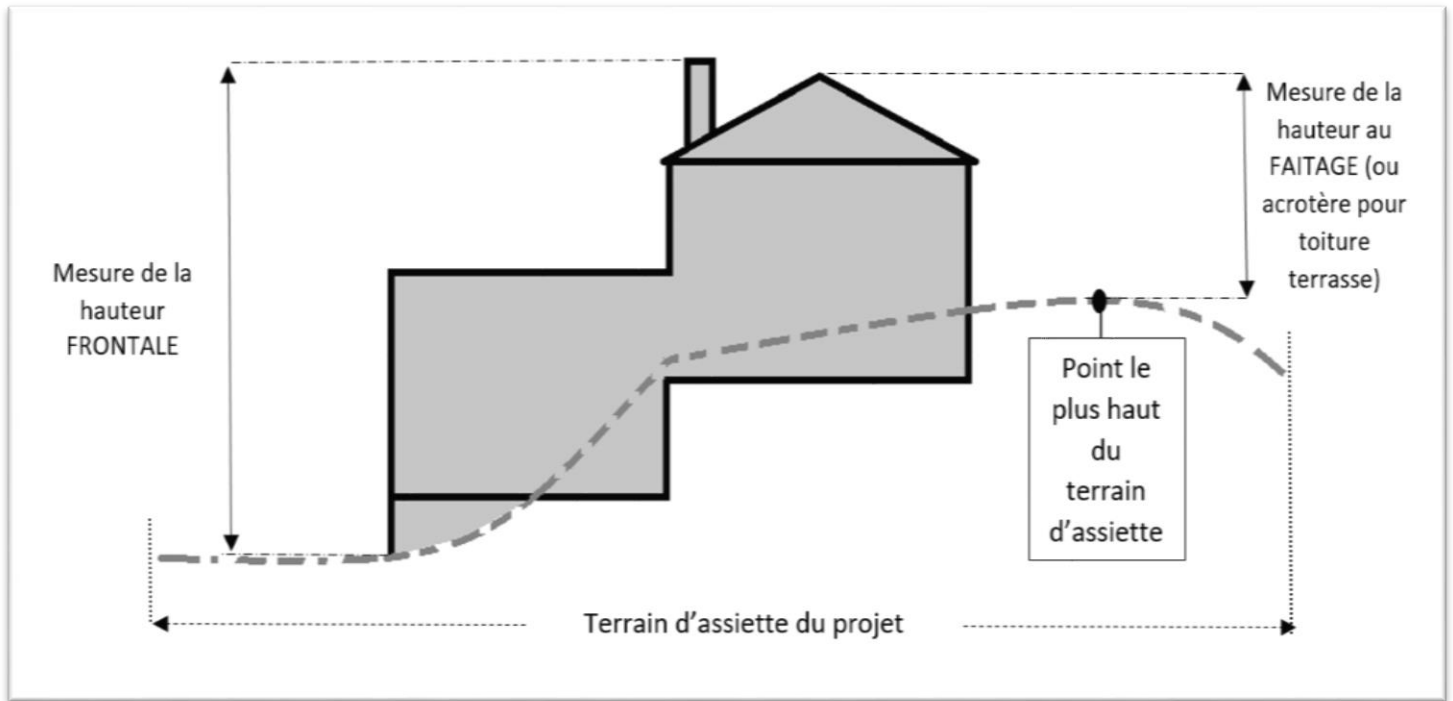 Mesure de la
hauteur
FRONTALE
Mesure de la
hauteur au
FAITAGE (ou
acrotère pour
toiture
terrasse)
Point le
plus haut
du
terrain
d'assiette
Terrain d'assiette du projet